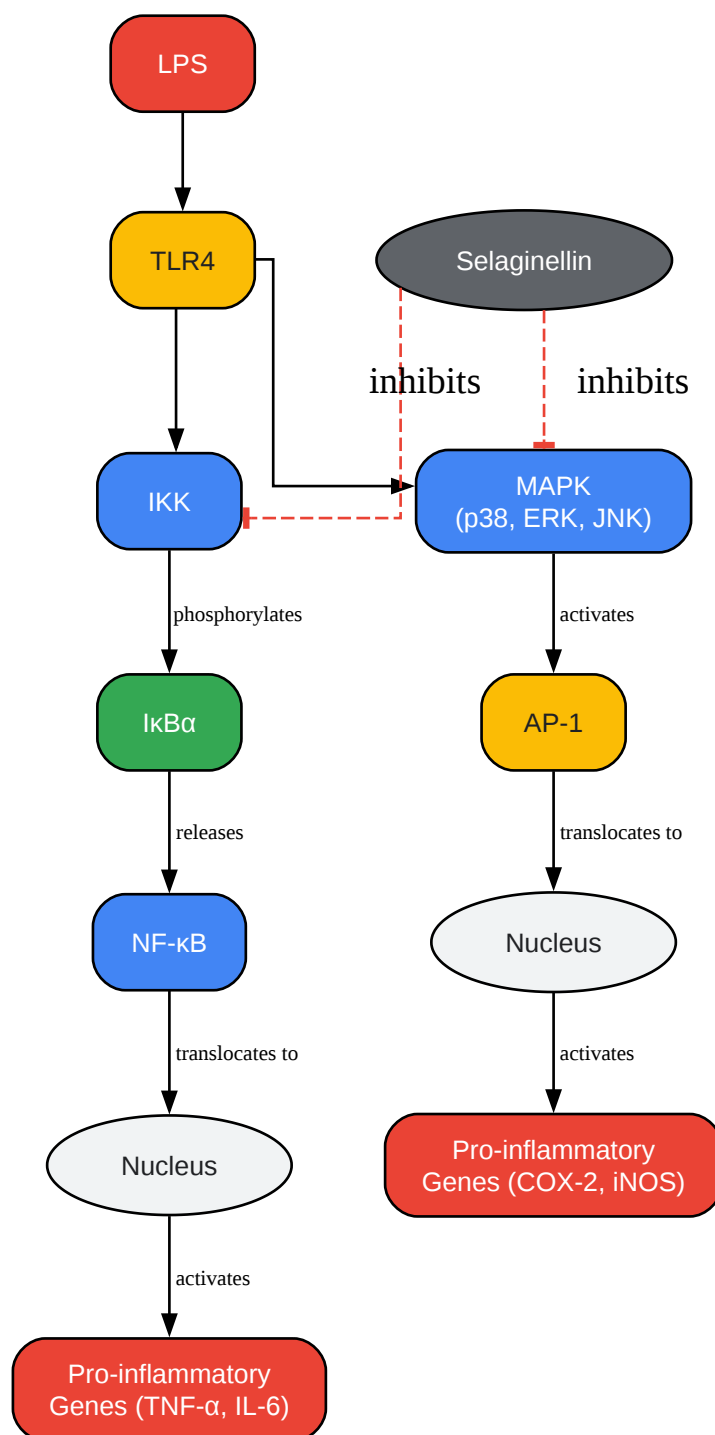 LPS
TLR4
Selaginellin
inhibits
inhibits
IKK
MAPK
(p38, ERK, JNK)
phosphorylates
activates
IκBα
AP-1
releases
translocates to
NF-κB
Nucleus
translocates to
activates
Nucleus
Pro-inflammatory
Genes (COX-2, iNOS)
activates
Pro-inflammatory
Genes (TNF-α, IL-6)